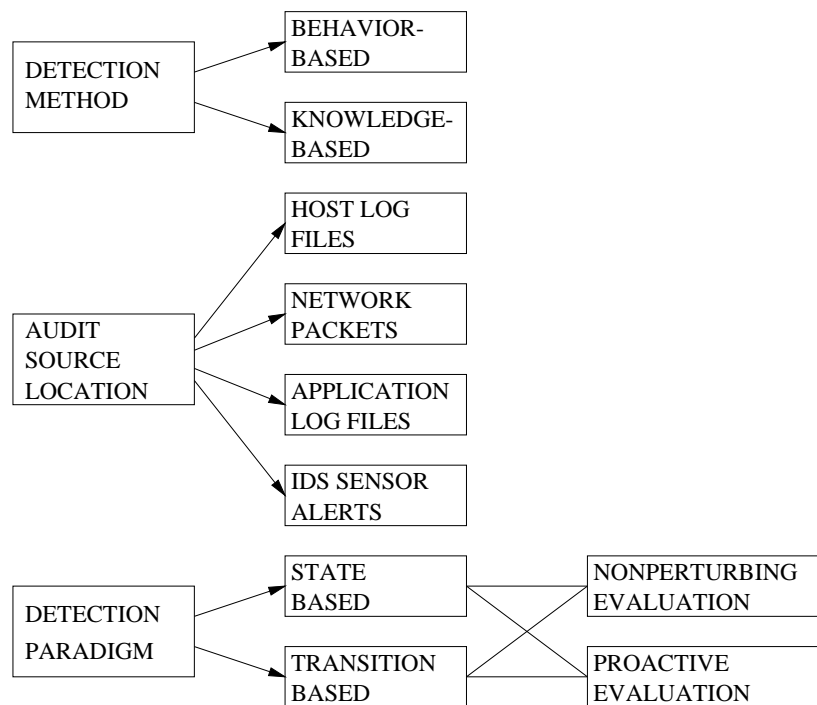 DETECTION
METHOD
BEHAVIOR-
BASED
KNOWLEDGE-
BASED
AUDIT
SOURCE
LOCATION
HOST LOG
FILES
NETWORK
PACKETS
APPLICATION
LOG FILES
IDS SENSOR
ALERTS
DETECTION
PARADIGM
STATE
BASED
TRANSITION
BASED
NONPERTURBING
EVALUATION
PROACTIVE
EVALUATION